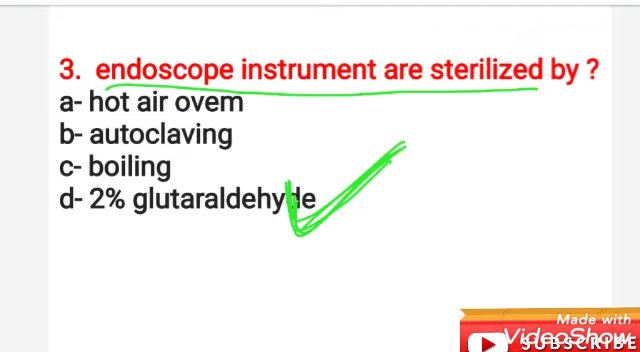 3. endoscope instrument are sterilized by ?
a- hot air ovem
b- autoclaving
c- boiling
d- 2% glutaraldehyde
Made with
VideoShow
SUBSCRIBE